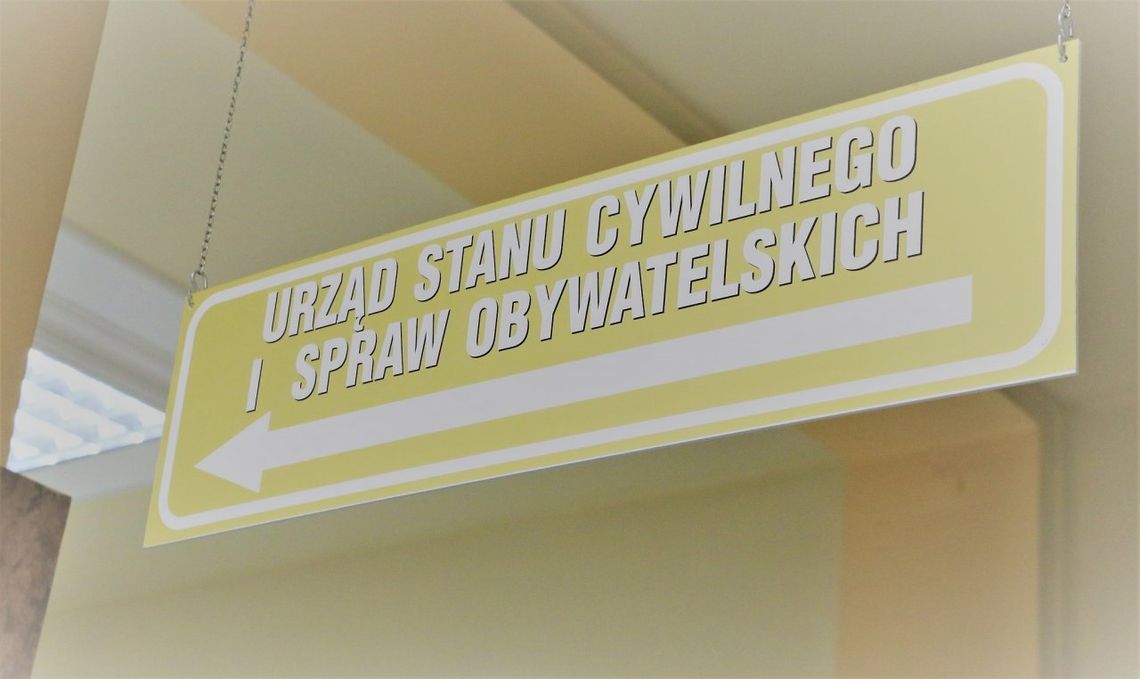 URZĄD STANU CYWILNEGO
I SPRAW OBYWATELSKICH